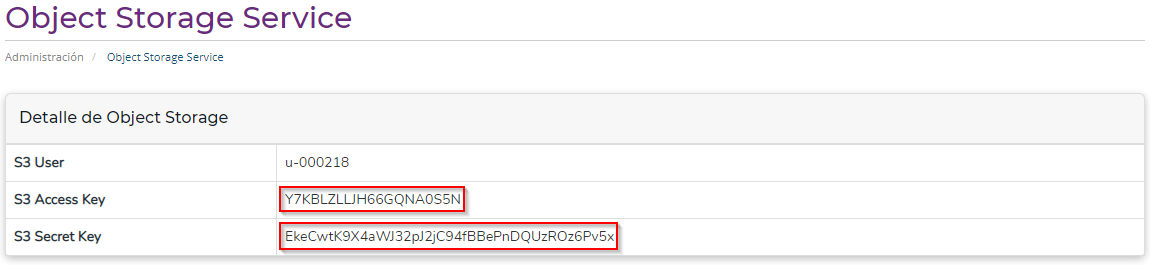 Object Storage Service
Administración / Object Storage Service
Detalle de Object Storage
S3 User u-000218
S3 Access Key Y7KBLZLLJH66GQNA0S5N
S3 Secret Key EkeCwtK9X4aWJ32pJ2jC94fBBePnDQUzROz6Pv5x